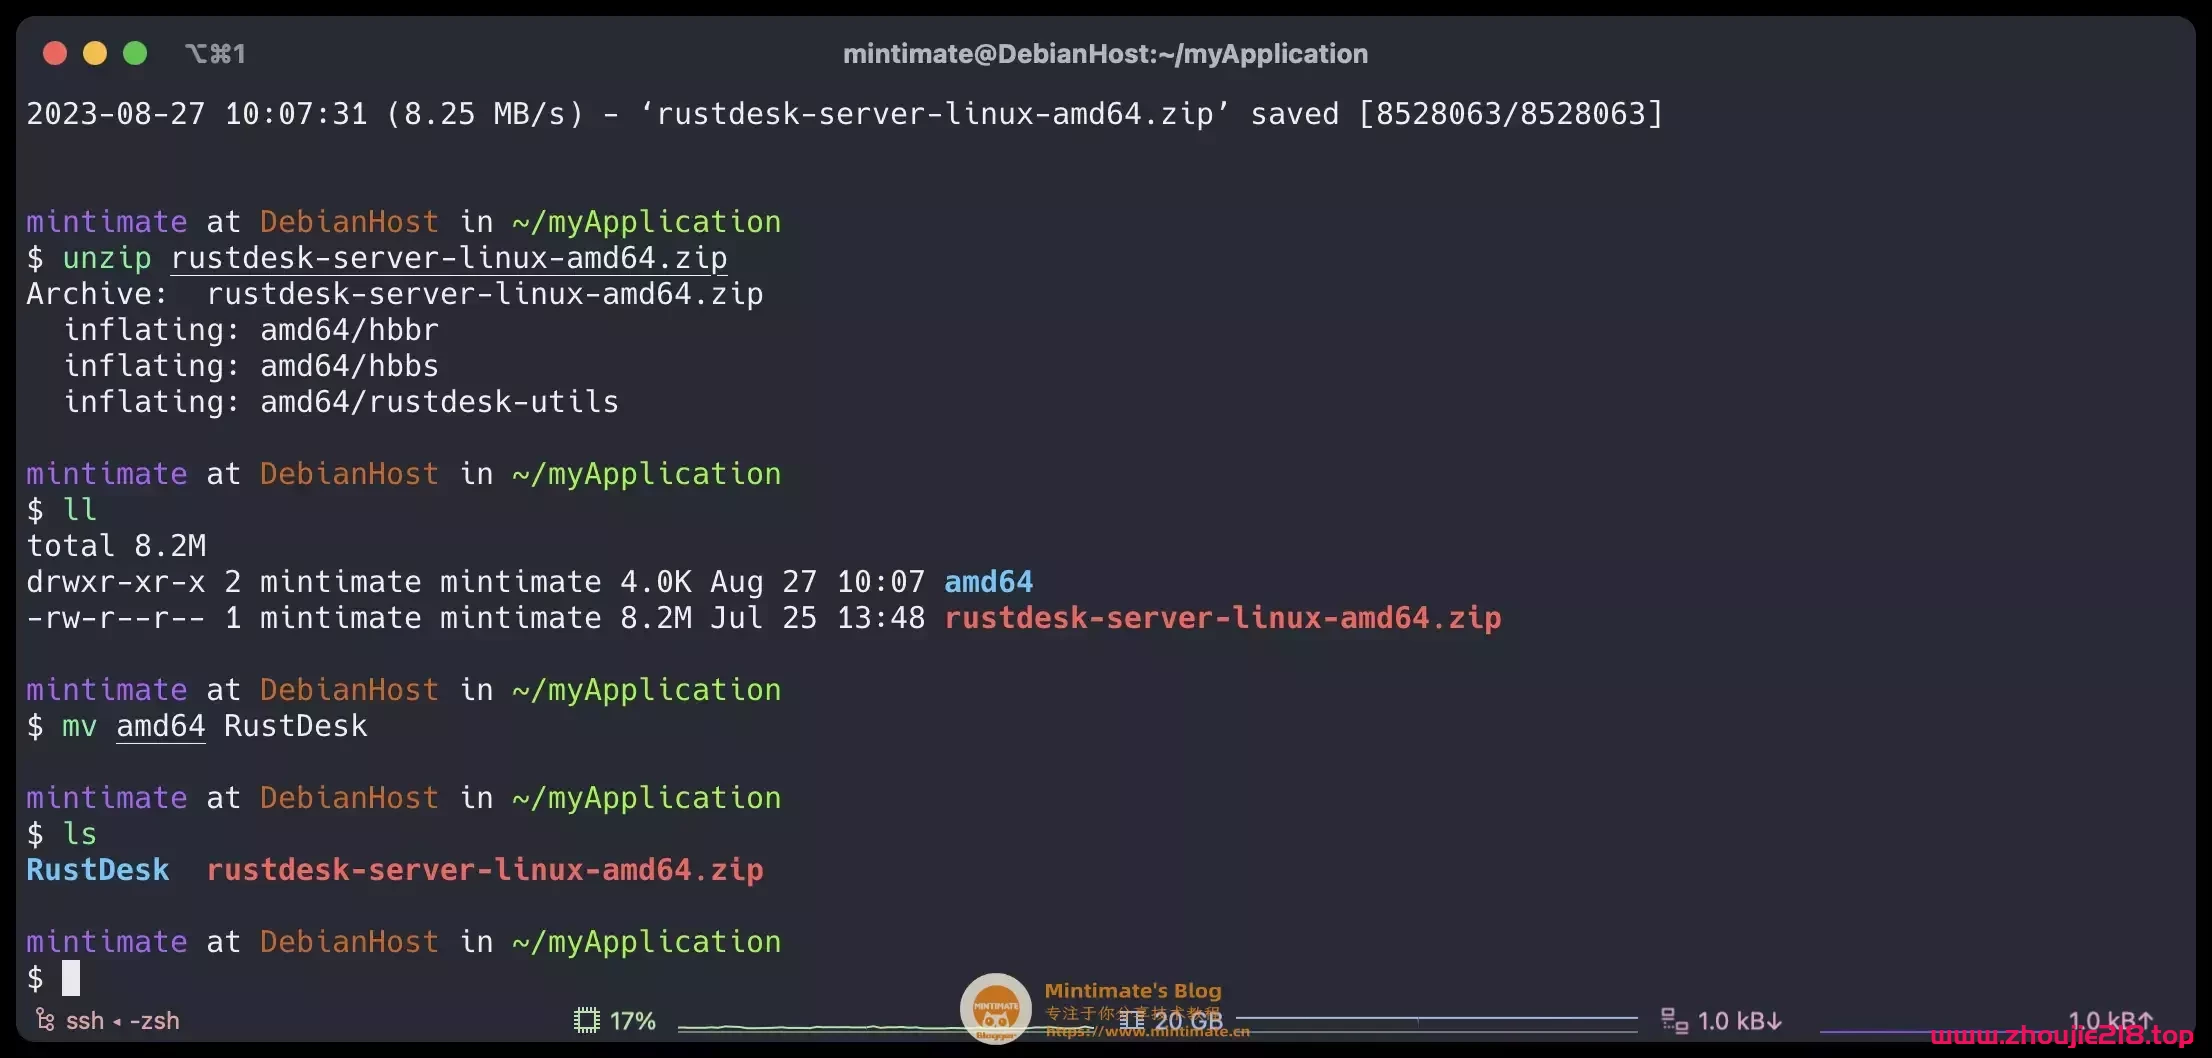 ⌥⌘1
mintimate@DebianHost:~/myApplication
2023-08-27 10:07:31 (8.25 MB/s) - ‘rustdesk-server-linux-amd64.zip’ saved [8528063/8528063]
mintimate at DebianHost in ~/myApplication
$ unzip rustdesk-server-linux-amd64.zip
Archive:  rustdesk-server-linux-amd64.zip
  inflating: amd64/hbbr
  inflating: amd64/hbbs
  inflating: amd64/rustdesk-utils
mintimate at DebianHost in ~/myApplication
$ ll
total 8.2M
drwxr-xr-x 2 mintimate mintimate 4.0K Aug 27 10:07 amd64
-rw-r--r-- 1 mintimate mintimate 8.2M Jul 25 13:48 rustdesk-server-linux-amd64.zip
mintimate at DebianHost in ~/myApplication
$ mv amd64 RustDesk
mintimate at DebianHost in ~/myApplication
$ ls
RustDesk  rustdesk-server-linux-amd64.zip
mintimate at DebianHost in ~/myApplication
$
ssh ◂ -zsh
17%
MINTIMATE
Blogger
Mintimate's Blog
专注于你分享技术教程
https://www.mintimate.cn
20 GB
1.0 kB↓
1.0 kB↑
www.zhoujie218.top